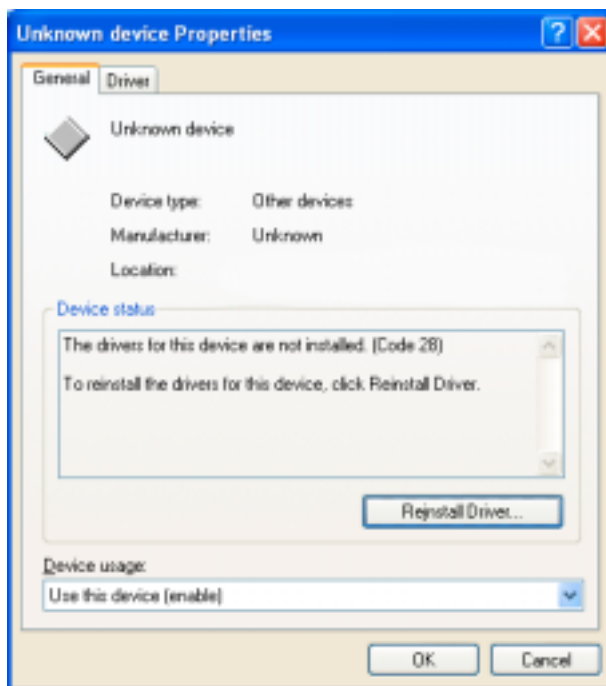 Unknown device Properties
General Driver
Unknown device
Device type: Other devices
Manufacturer: Unknown
Location:
Device status
The drivers for this device are not installed. (Code 28)
To reinstall the drivers for this device, click Reinstall Driver.
Reinstall Driver...
Device usage:
Use this device (enable)
OK Cancel